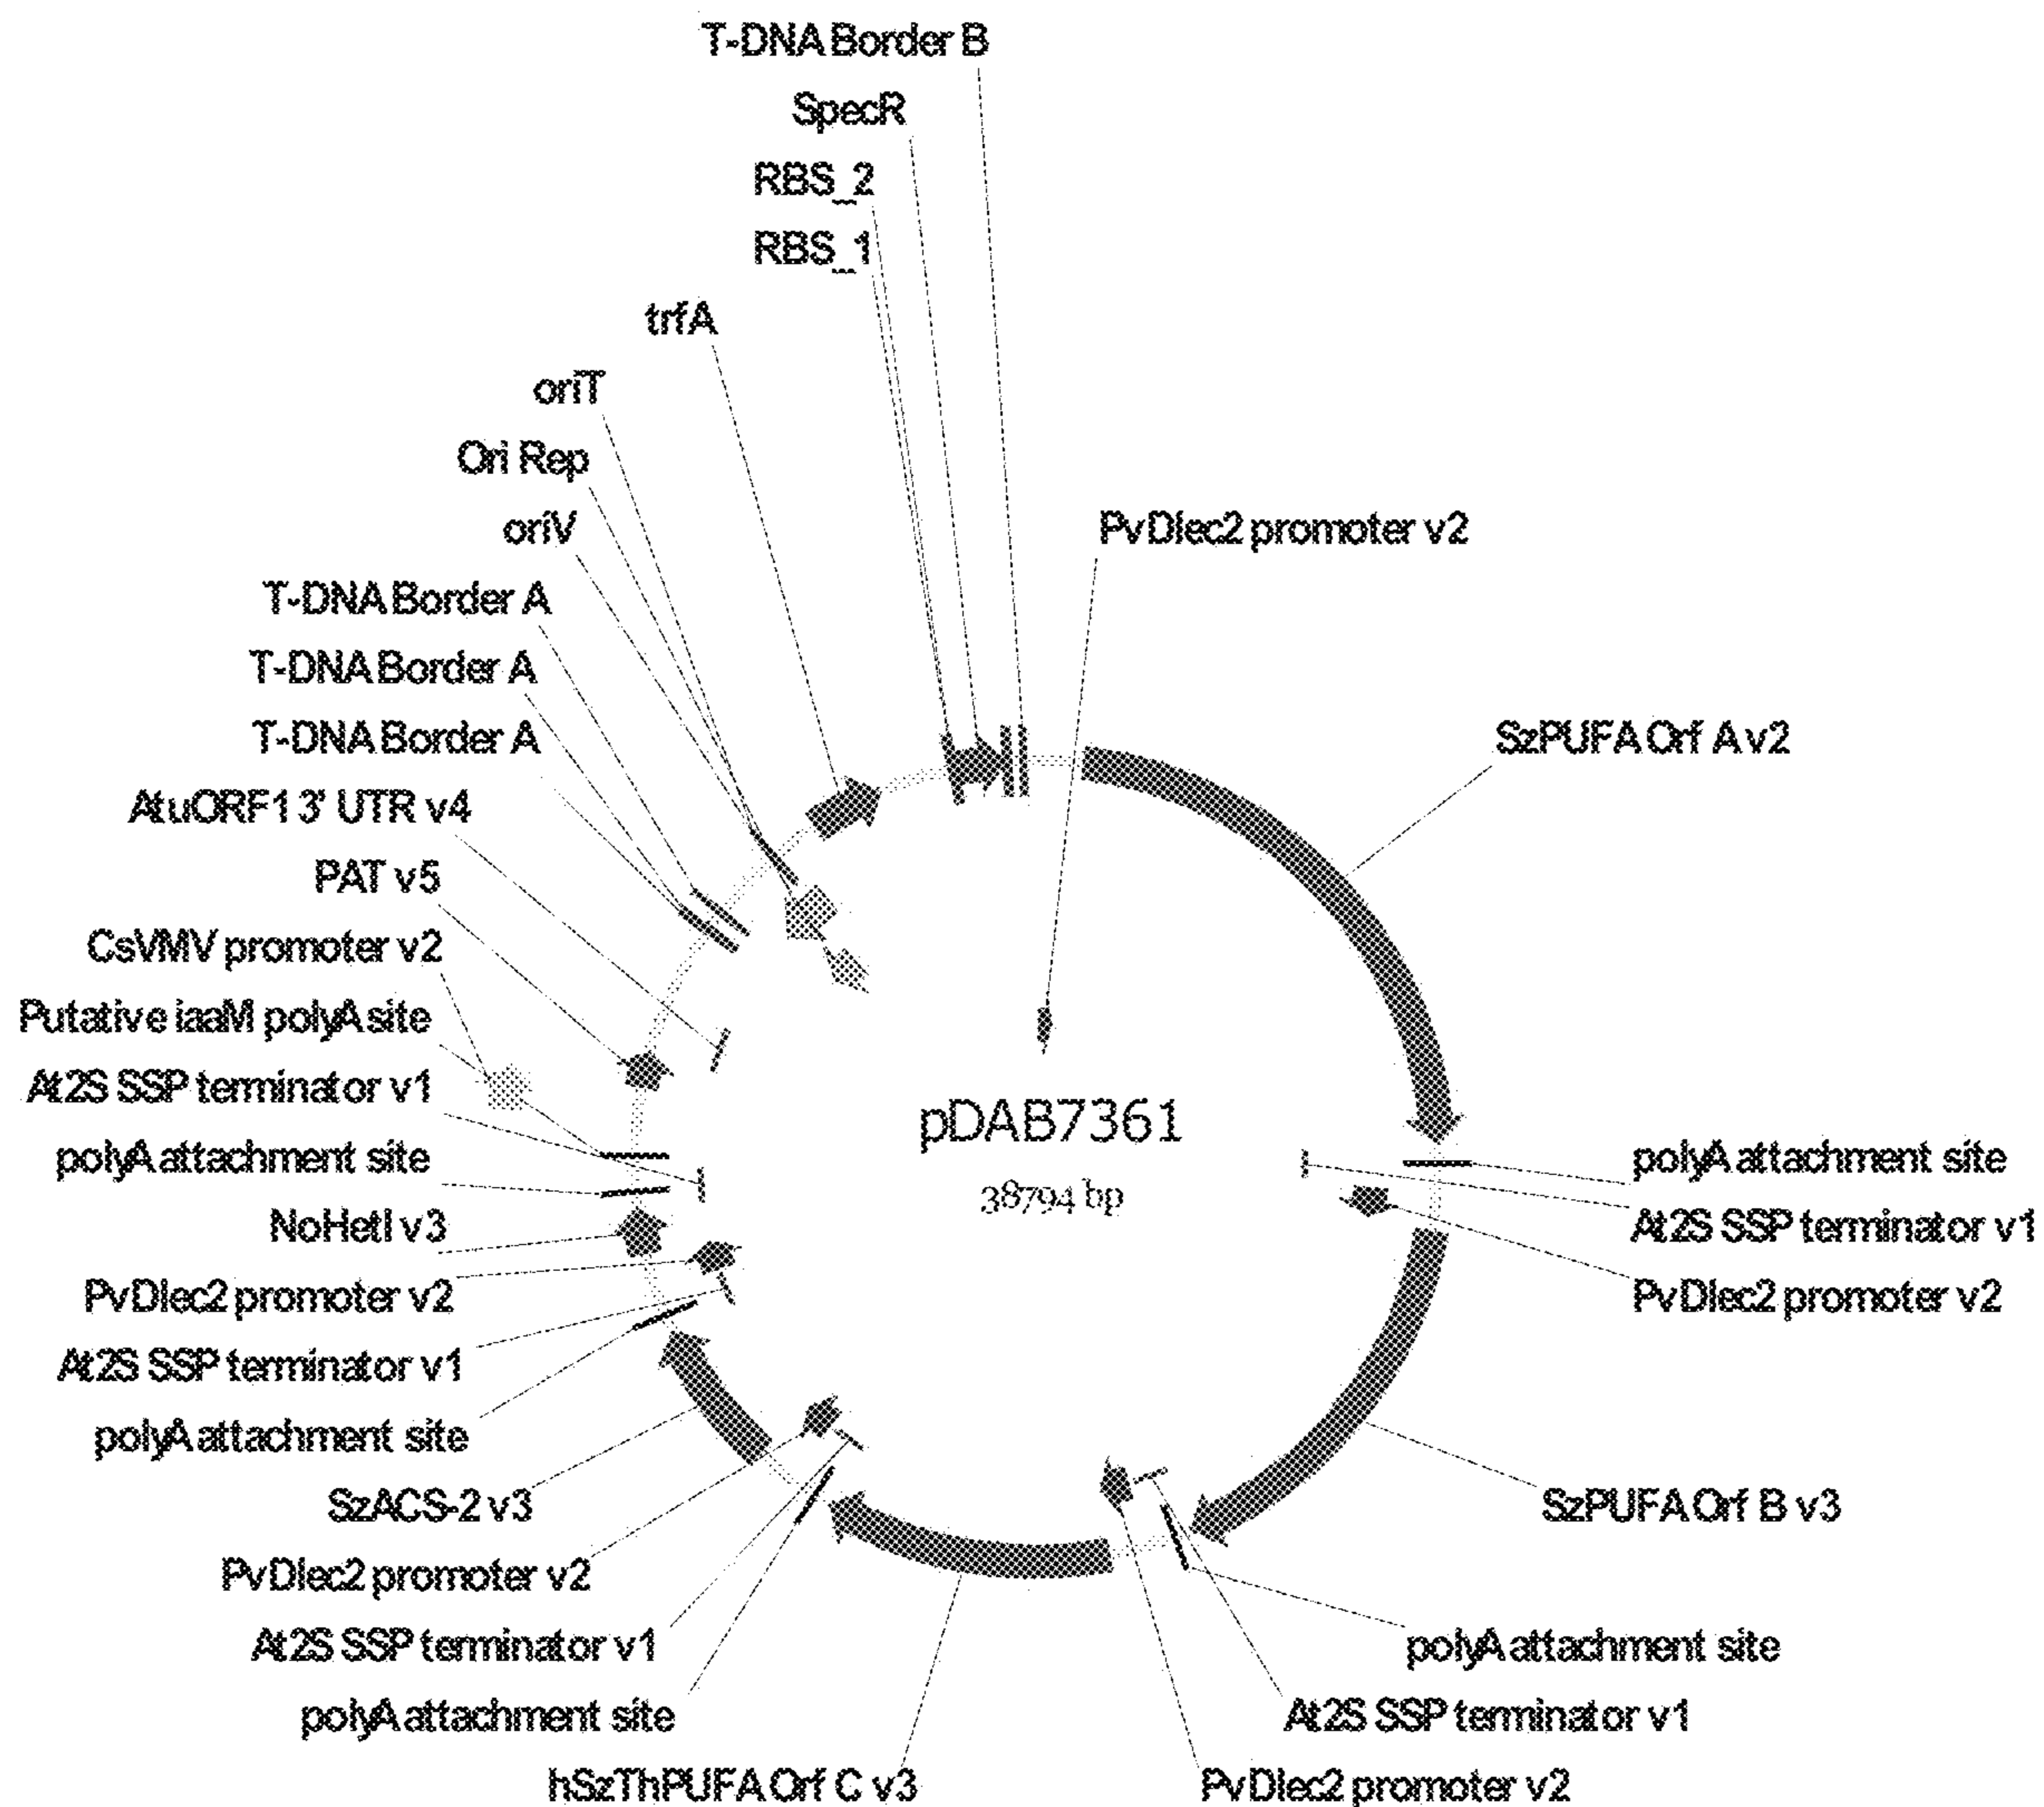 T-DNA Border B
SpecR
RBS_2
RBS_1
trfA
oriT
Ori Rep
oriV
T-DNA Border A
T-DNA Border A
T-DNA Border A
AtuORF1 3' UTR v4
PAT v5
CsVMV promoter v2
Putative iaaM polyA site
At2S SSP terminator v1
polyA attachment site
NoHetI v3
PvDlec2 promoter v2
At2S SSP terminator v1
polyA attachment site
SzACS-2 v3
PvDlec2 promoter v2
At2S SSP terminator v1
polyA attachment site
hSzThPUFA Orf C v3
PvDlec2 promoter v2
SzPUFA Orf A v2
pDAB7361
38794 bp
polyA attachment site
At2S SSP terminator v1
PvDlec2 promoter v2
SzPUFA Orf B v3
polyA attachment site
At2S SSP terminator v1
PvDlec2 promoter v2